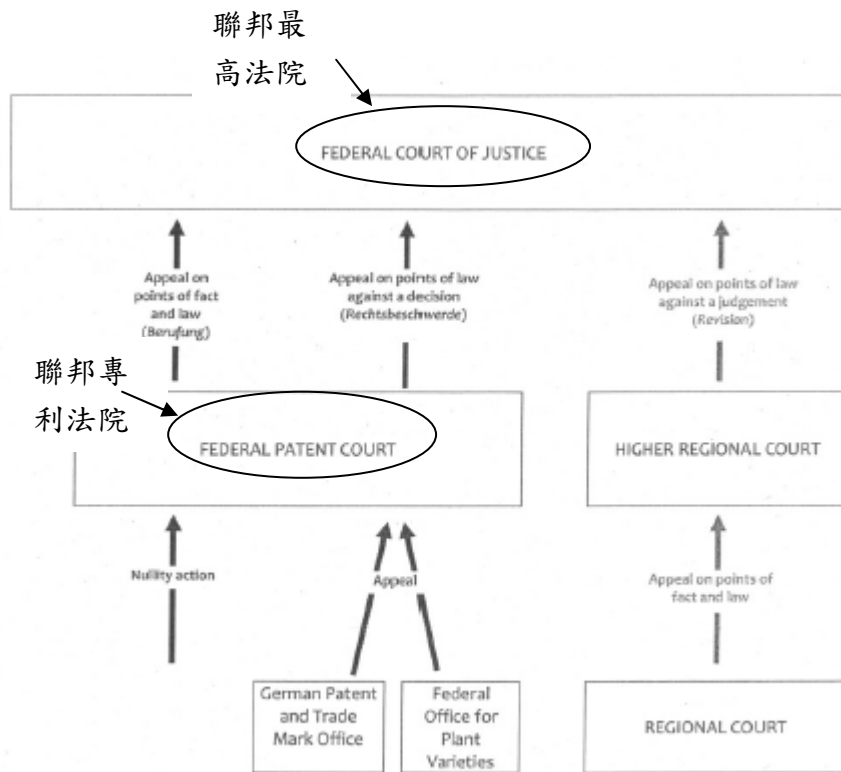 聯邦最
高法院
FEDERAL COURT OF JUSTICE
Appeal on
points of fact
and law
(Berufung)
Appeal on points of law
against a decision
(Rechtsbeschwerde)
Appeal on points of law
against a judgement
(Revision)
聯邦專
利法院
FEDERAL PATENT COURT
HIGHER REGIONAL COURT
Nullity action
Appeal
Appeal on points of
fact and law
German Patent
and Trade
Mark Office
Federal
Office for
Plant
Varieties
REGIONAL COURT